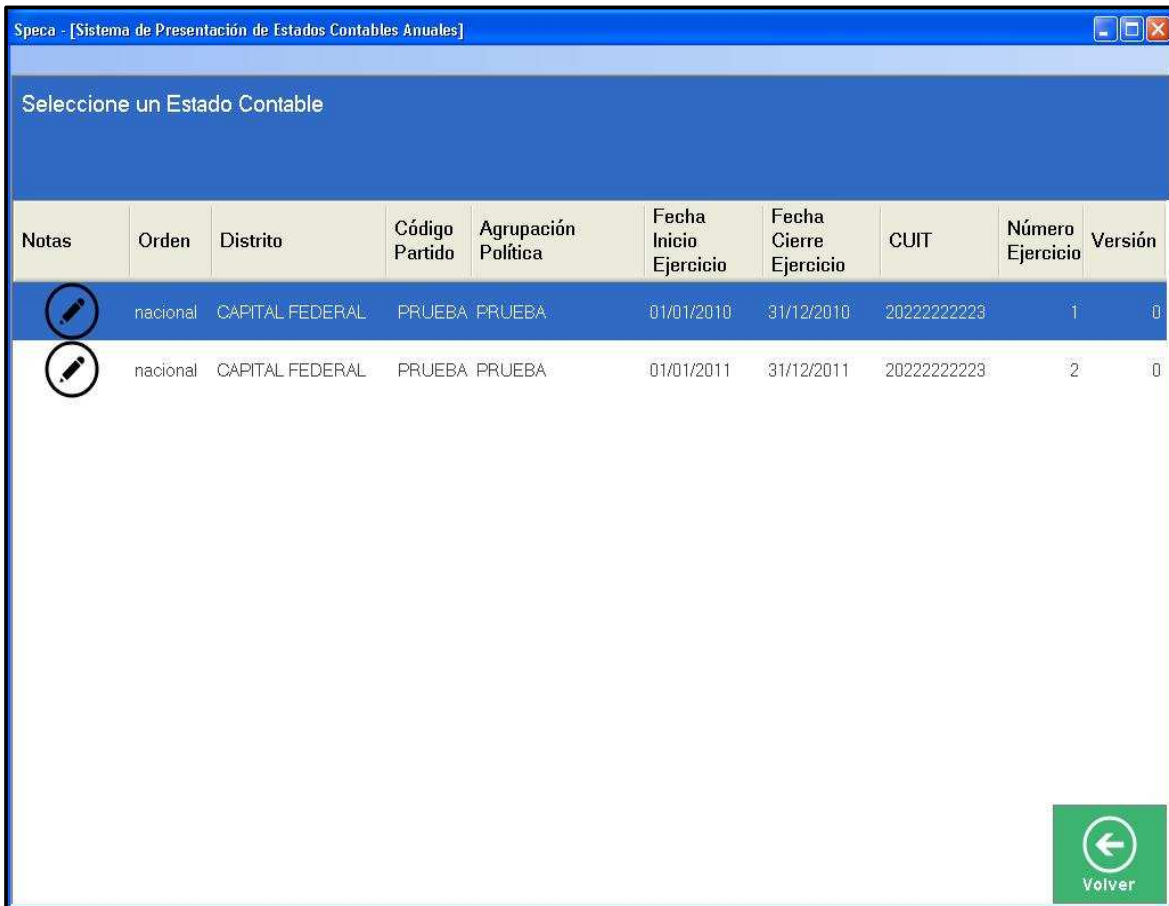 Speca - [Sistema de Presentación de Estados Contables Anuales]
Seleccione un Estado Contable
Notas Orden Distrito Código Partido Agrupación Política Fecha Inicio Ejercicio Fecha Cierre Ejercicio CUIT Número Ejercicio Versión
nacional CAPITAL FEDERAL PRUEBA PRUEBA 01/01/2010 31/12/2010 20222222223 1 0
nacional CAPITAL FEDERAL PRUEBA PRUEBA 01/01/2011 31/12/2011 20222222223 2 0
Volver